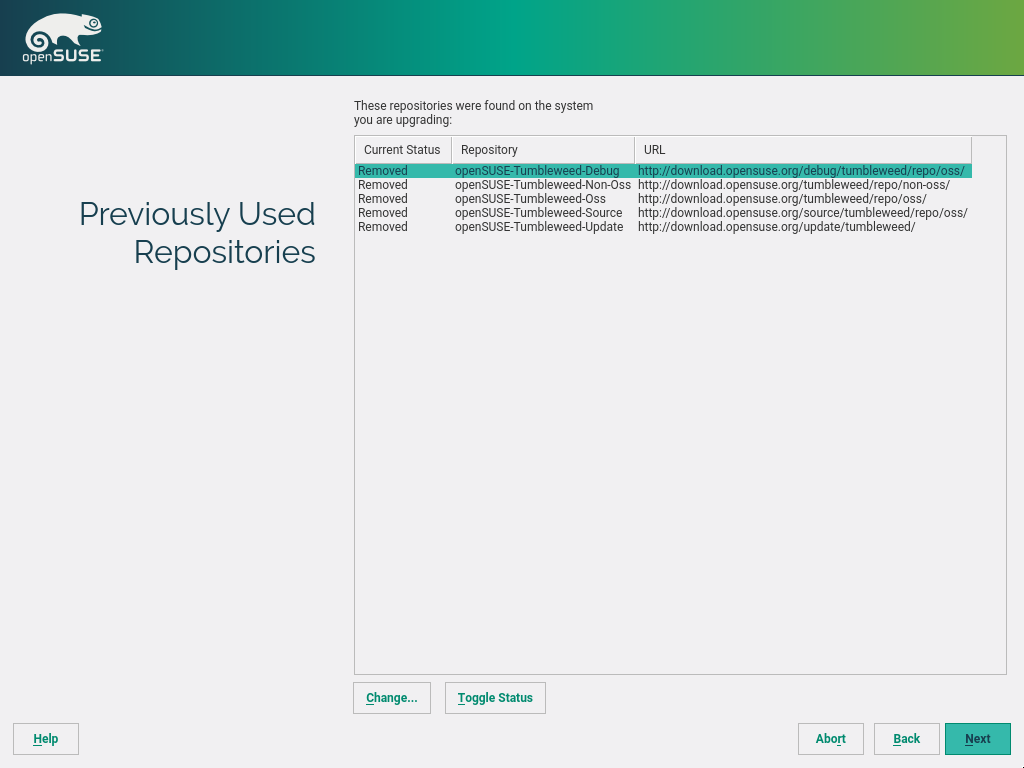 openSUSE
These repositories were found on the system
you are upgrading:
Previously Used
Repositories
Current Status Repository URL
Removed openSUSE-Tumbleweed-Debug http://download.opensuse.org/debug/tumbleweed/repo/oss/
Removed openSUSE-Tumbleweed-Non-Oss http://download.opensuse.org/tumbleweed/repo/non-oss/
Removed openSUSE-Tumbleweed-Oss http://download.opensuse.org/tumbleweed/repo/oss/
Removed openSUSE-Tumbleweed-Source http://download.opensuse.org/source/tumbleweed/repo/oss/
Removed openSUSE-Tumbleweed-Update http://download.opensuse.org/update/tumbleweed/
Change... Toggle Status
Help Abort Back Next